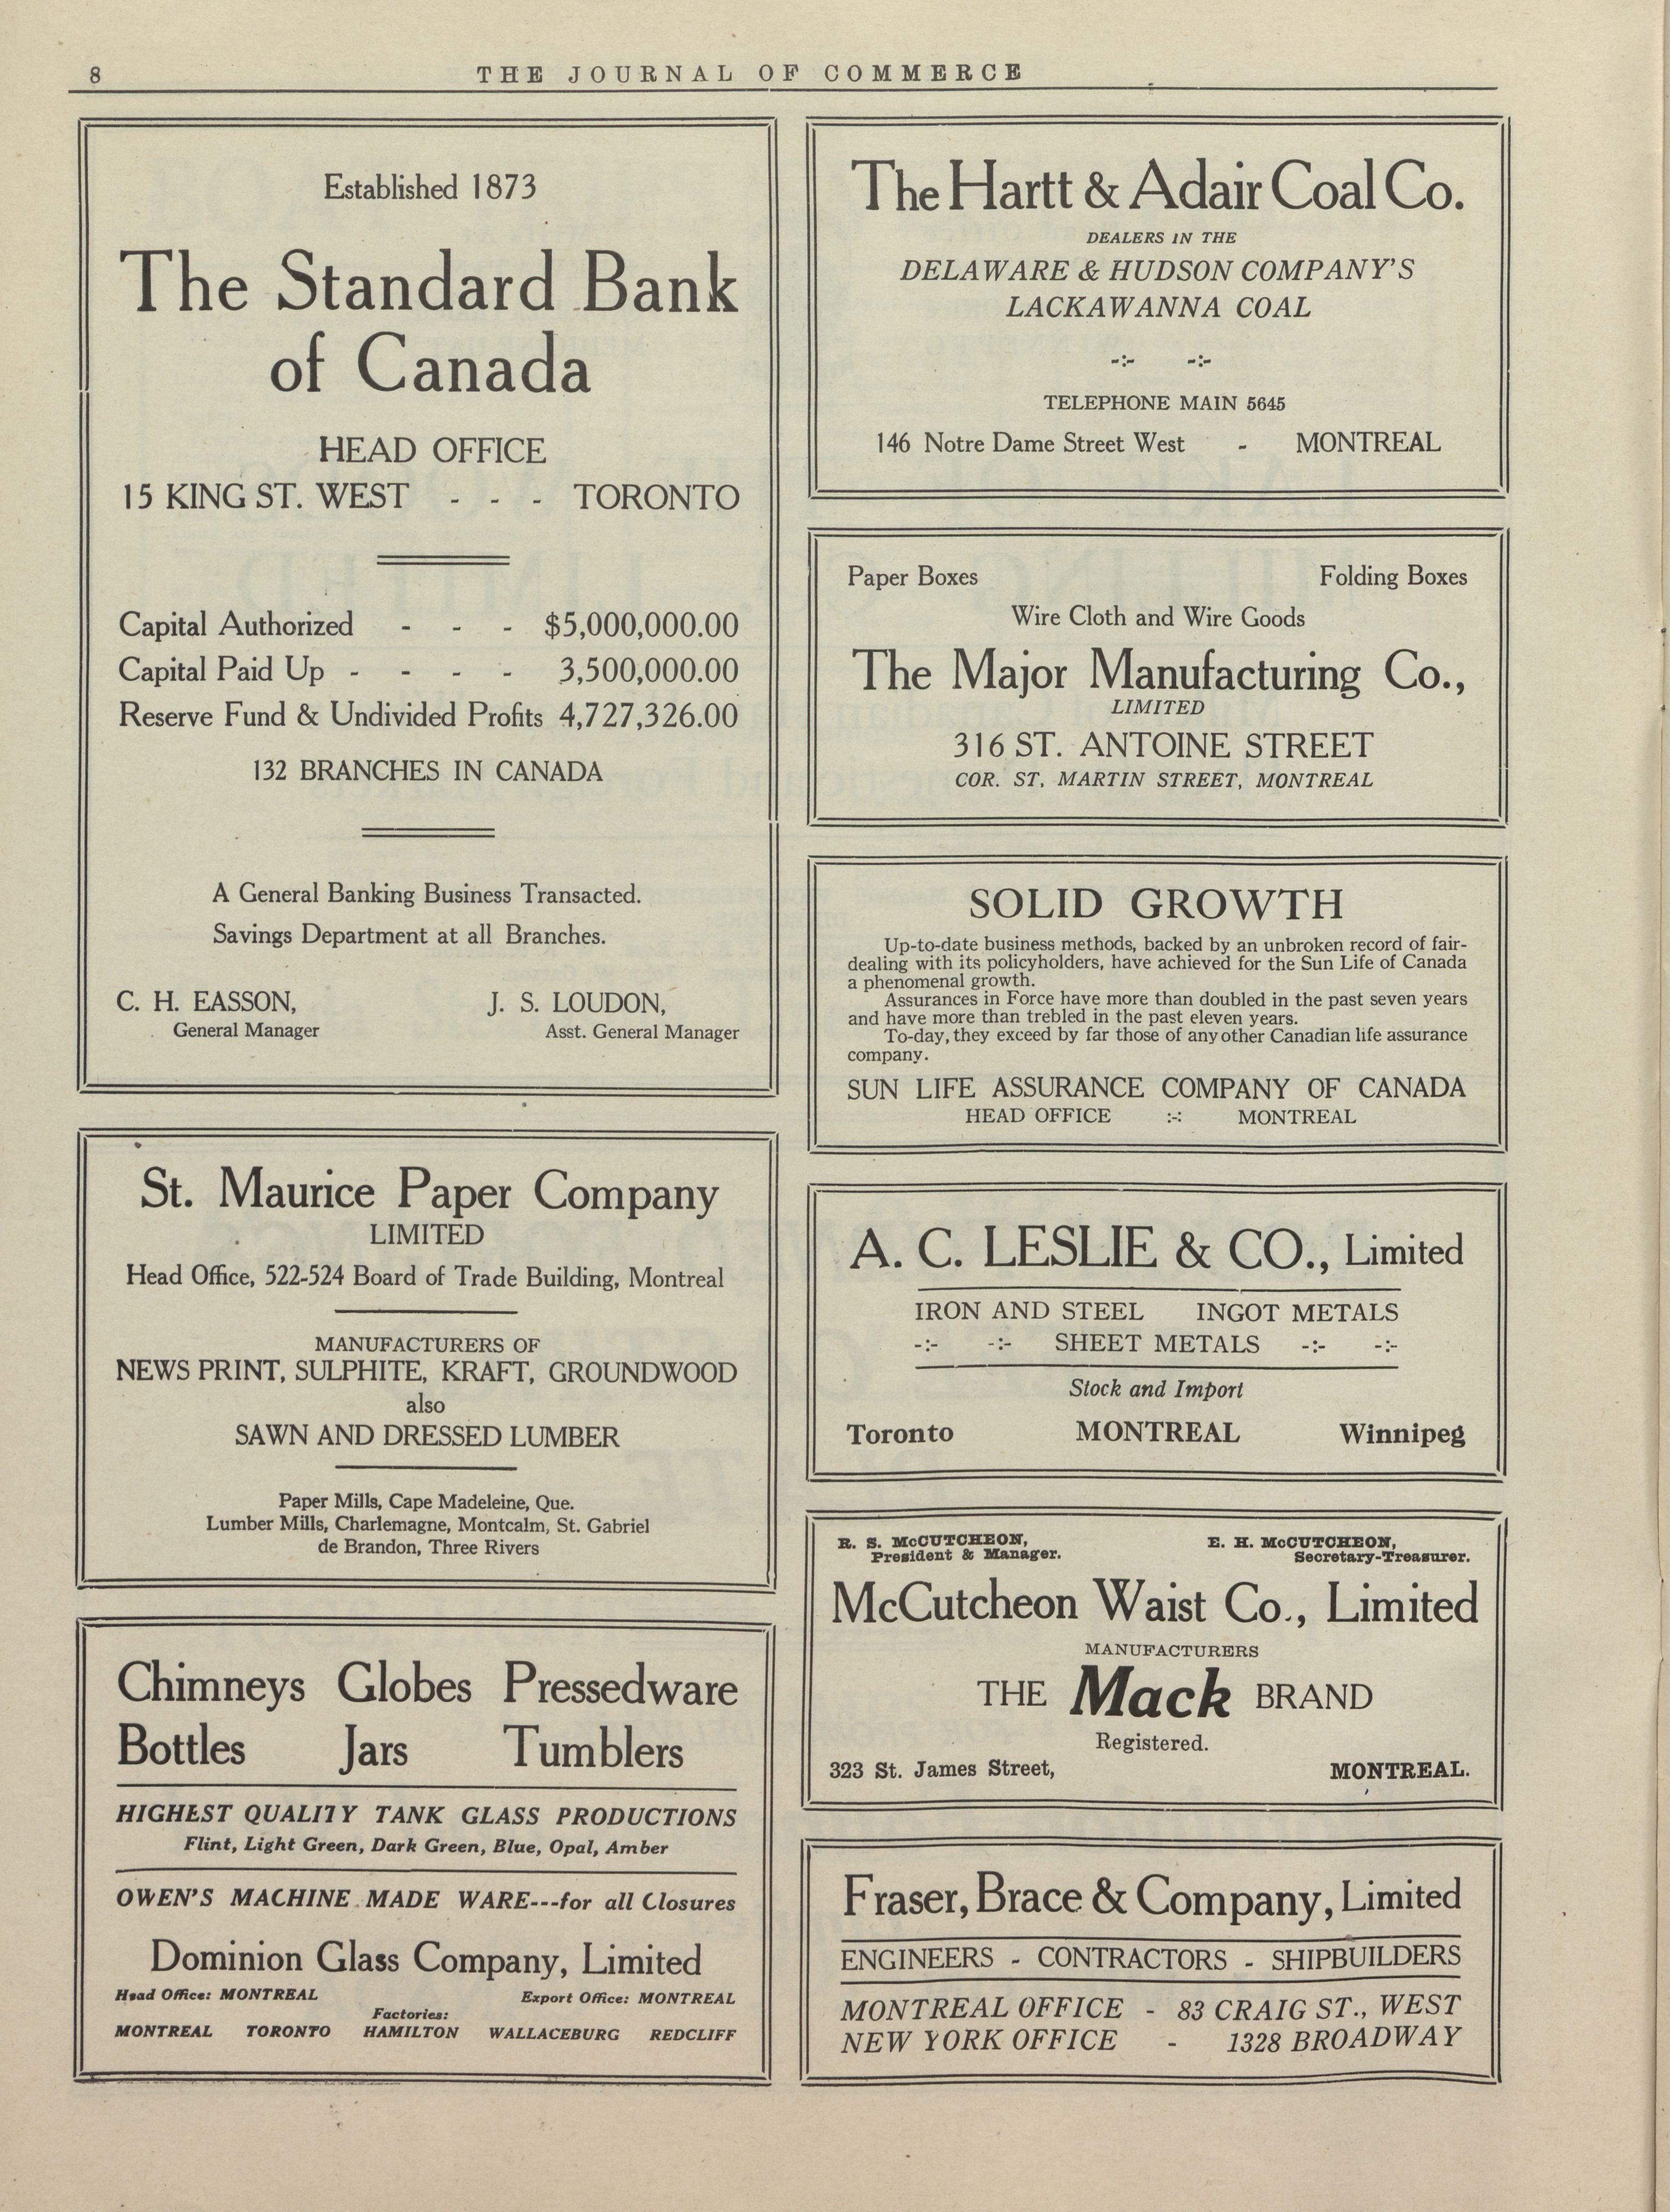 8
THE JOURNAL OF COMMERCE
Established 1873
The Standard Bank
of Canada
HEAD OFFICE
15 KING ST. WEST - - - TORONTO
Capital Authorized - - - $5,000,000.00
Capital Paid Up - - - - 3,500,000.00
Reserve Fund & Undivided Profits 4,727,326.00
132 BRANCHES IN CANADA
A General Banking Business Transacted.
Savings Department at all Branches.
C. H. EASSON, J. S. LOUDON,
General Manager Asst. General Manager
St. Maurice Paper Company
LIMITED
Head Office, 522-524 Board of Trade Building, Montreal
MANUFACTURERS OF
NEWS PRINT, SULPHITE, KRAFT, GROUNDWOOD
also
SAWN AND DRESSED LUMBER
Paper Mills, Cape Madeleine, Que.
Lumber Mills, Charlemagne, Montcalm, St. Gabriel
de Brandon, Three Rivers
Chimneys Globes Pressedware
Bottles Jars Tumblers
HIGHEST QUALITY TANK GLASS PRODUCTIONS
Flint, Light Green, Dark Green, Blue, Opal, Amber
OWEN'S MACHINE MADE WARE---for all Closures
Dominion Glass Company, Limited
Head Office: MONTREAL Export Office: MONTREAL
Factories:
MONTREAL TORONTO HAMILTON WALLACEBURG REDCLIFF
The Hartt & Adair Coal Co.
DEALERS IN THE
DELAWARE & HUDSON COMPANY'S
LACKAWANNA COAL
-:- -:-
TELEPHONE MAIN 5645
146 Notre Dame Street West - MONTREAL
Paper Boxes Folding Boxes
Wire Cloth and Wire Goods
The Major Manufacturing Co.,
LIMITED
316 ST. ANTOINE STREET
COR. ST, MARTIN STREET, MONTREAL
SOLID GROWTH
Up-to-date business methods, backed by an unbroken record of fair-
dealing with its policyholders, have achieved for the Sun Life of Canada
a phenomenal growth.
Assurances in Force have more than doubled in the past seven years
and have more than trebled in the past eleven years.
To-day, they exceed by far those of any other Canadian life assurance
company.
SUN LIFE ASSURANCE COMPANY OF CANADA
HEAD OFFICE :-: MONTREAL
A. C. LESLIE & CO., Limited
IRON AND STEEL INGOT METALS
-:- -:- SHEET METALS -:- -:-
Stock and Import
Toronto MONTREAL Winnipeg
R. S. McCUTCHEON, E. H. McCUTCHEON,
President & Manager. Secretary-Treasurer.
McCutcheon Waist Co., Limited
MANUFACTURERS
THE Mack BRAND
Registered.
323 St. James Street, MONTREAL.
Fraser, Brace & Company, Limited
ENGINEERS - CONTRACTORS - SHIPBUILDERS
MONTREAL OFFICE - 83 CRAIG ST., WEST
NEW YORK OFFICE - 1328 BROADWAY